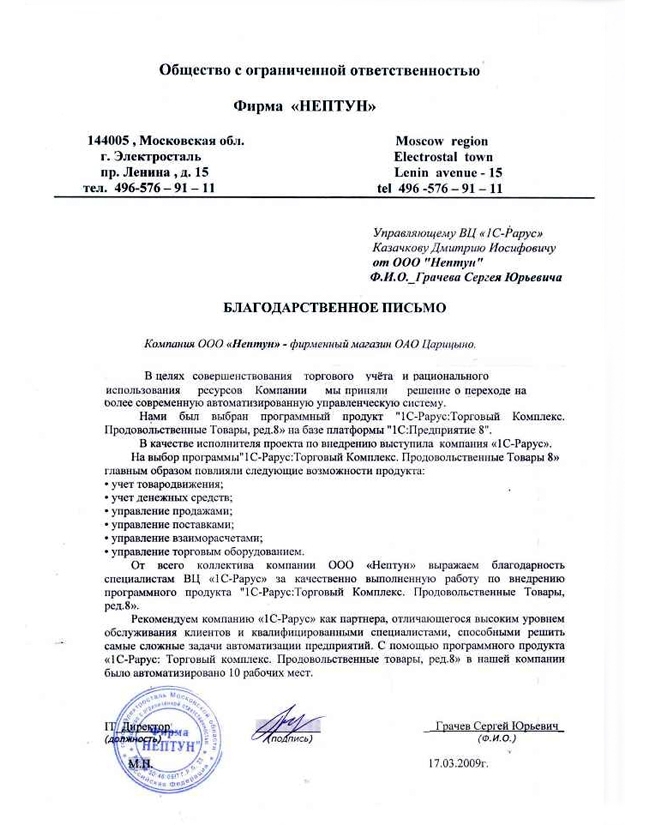 Общество с ограниченной ответственностью
Фирма «НЕПТУН»
144005 , Московская обл.
г. Электросталь
пр. Ленина , д. 15
тел. 496-576 – 91 – 11
Moscow region
Electrostal town
Lenin avenue - 15
tel 496 -576 – 91 – 11
Управляющему ВЦ «1С-Рарус»
Казачкову Дмитрию Иосифовичу
от ООО "Нептун"
Ф.И.О._Грачева Сергея Юрьевича
БЛАГОДАРСТВЕННОЕ ПИСЬМО
Компания ООО «Нептун» - фирменный магазин ОАО Царицыно.
В целях совершенствования торгового учёта и рационального
использования ресурсов Компании мы приняли решение о переходе на
более современную автоматизированную управленческую систему.
Нами был выбран программный продукт "1С-Рарус:Торговый Комплекс.
Продовольственные Товары, ред.8» на базе платформы "1С:Предприятие 8".
В качестве исполнителя проекта по внедрению выступила компания «1С-Рарус».
На выбор программы"1С-Рарус:Торговый Комплекс. Продовольственные Товары 8»
главным образом повлияли следующие возможности продукта:
• учет товародвижения;
• учет денежных средств;
• управление продажами;
• управление поставками;
• управление взаиморасчетами;
• управление торговым оборудованием.
От всего коллектива компании ООО «Нептун» выражаем благодарность
специалистам ВЦ «1С-Рарус» за качественно выполненную работу по внедрению
программного продукта "1С-Рарус:Торговый Комплекс. Продовольственные Товары,
ред.8».
Рекомендуем компанию «1С-Рарус» как партнера, отличающегося высоким уровнем
обслуживания клиентов и квалифицированными специалистами, способными решить
самые сложные задачи автоматизации предприятий. С помощью программного продукта
«1С-Рарус: Торговый комплекс. Продовольственные товары, ред.8» в нашей компании
было автоматизировано 10 рабочих мест.
Директор
(должность)
(подпись)
Грачев Сергей Юрьевич
(Ф.И.О.)
Фирма
"НЕПТУН"
М.П.
17.03.2009г.